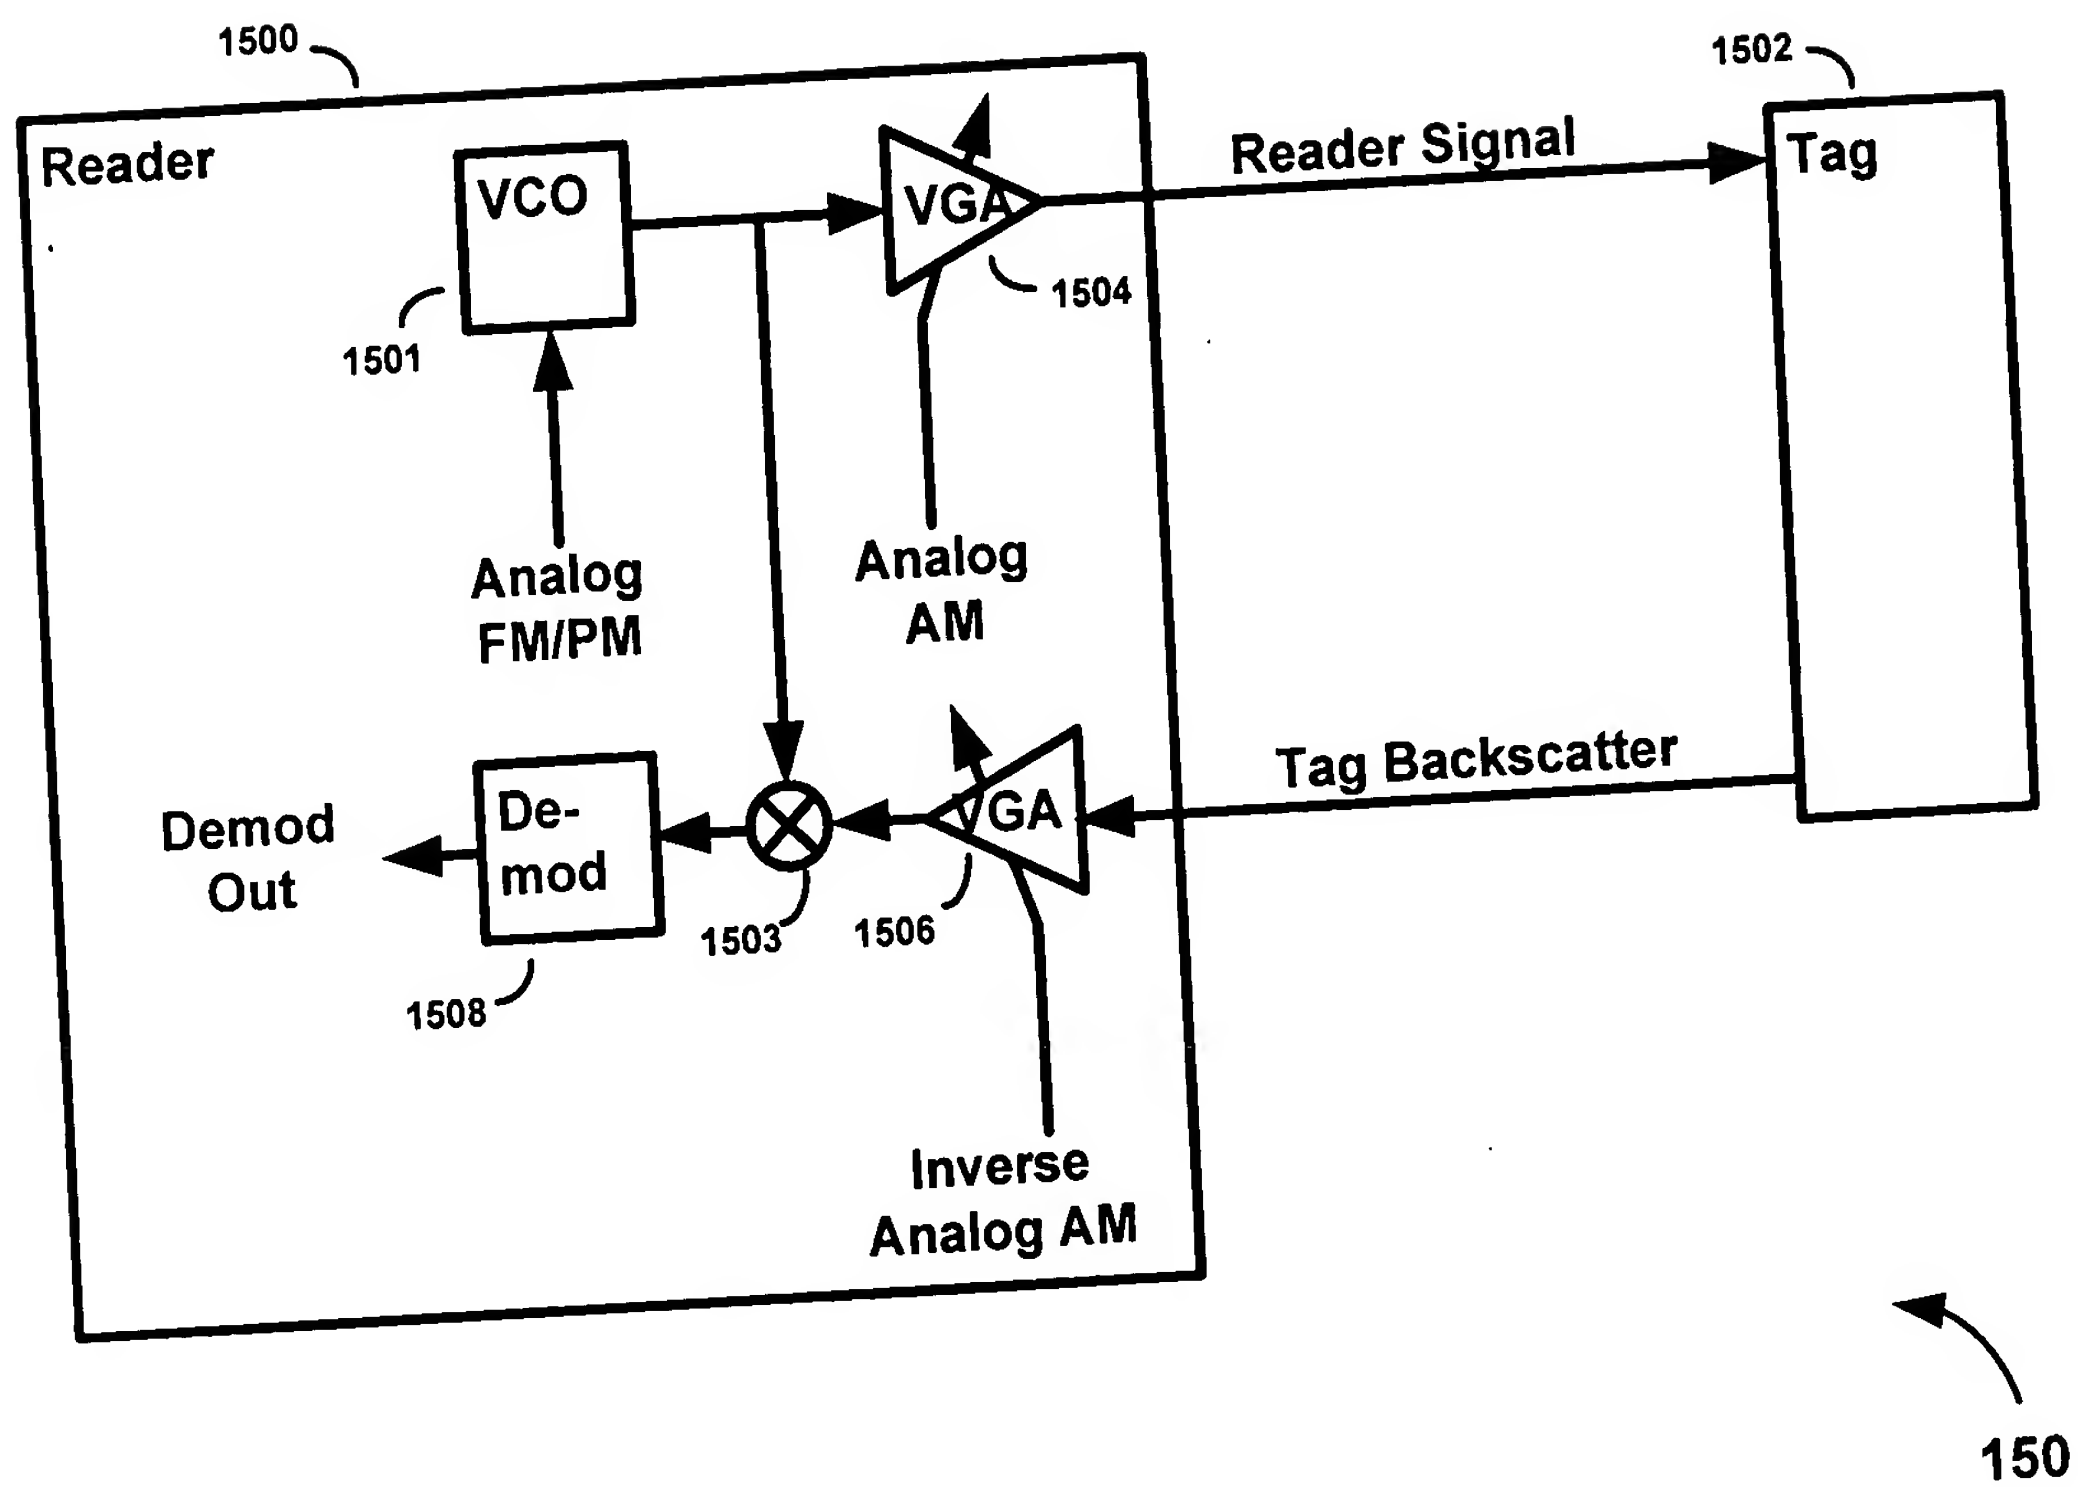 1500
1502
Reader
VCO
VGA
Reader Signal
Tag
1501
1504
Analog
FM/PM
Analog
AM
Tag Backscatter
Demod
Out
De-
mod
VGA
1503
1506
1508
Inverse
Analog AM
150